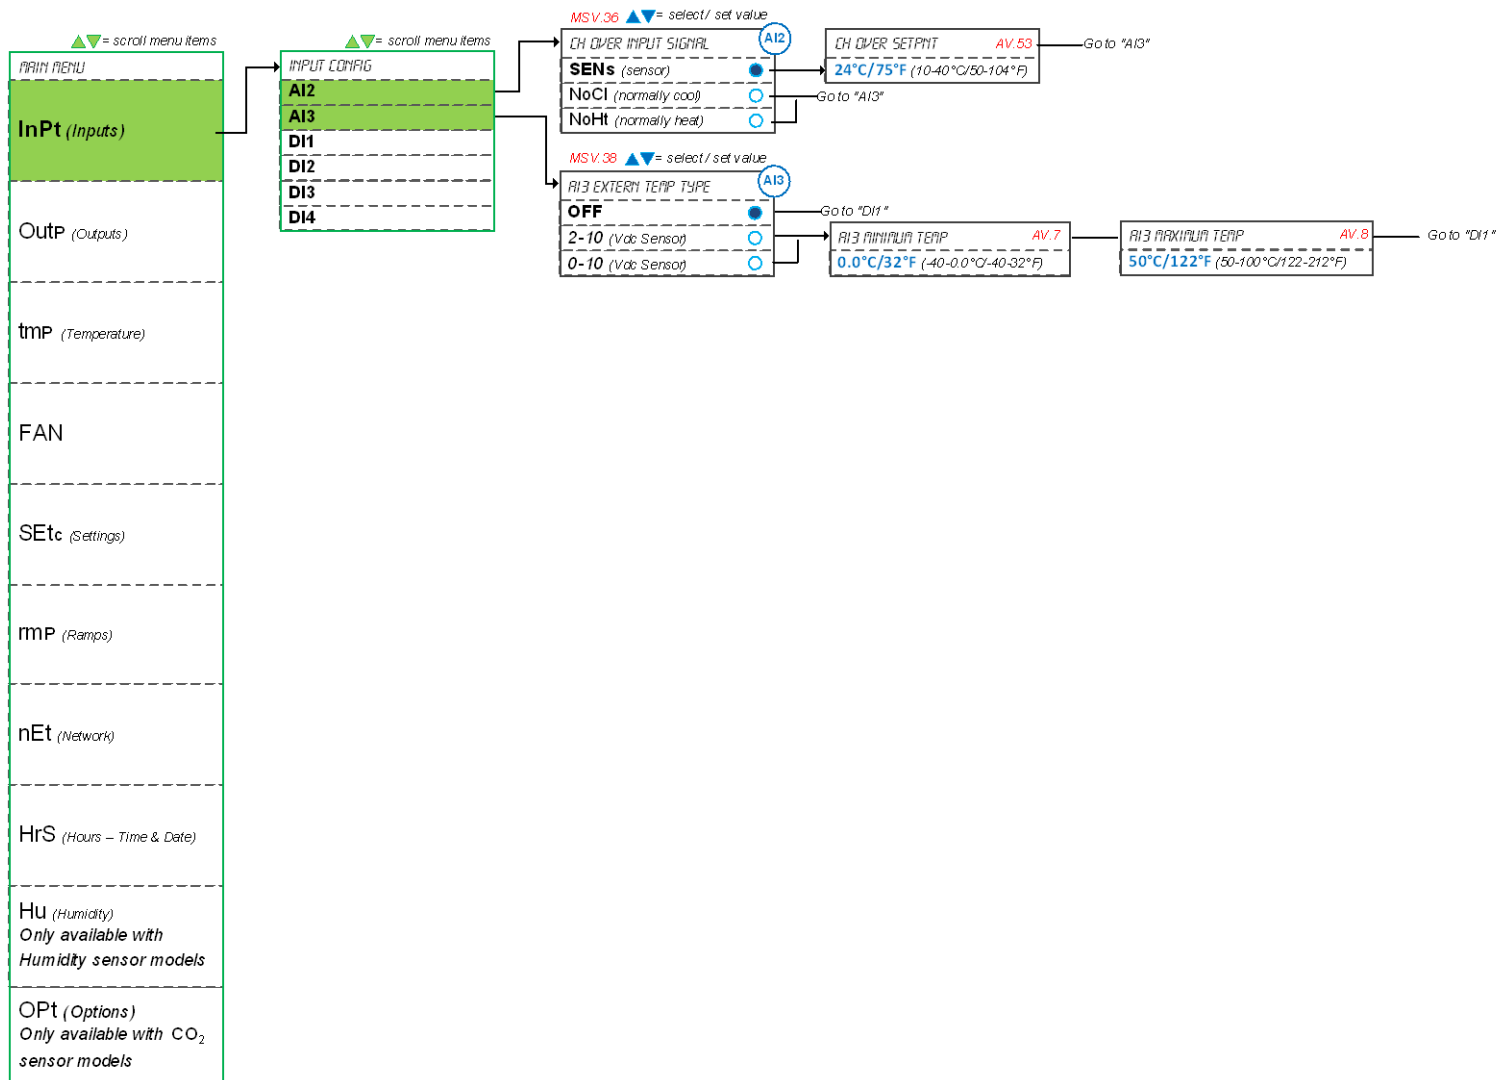 ▲▼= scroll menu items
MAIN MENU
InPt (Inputs)
OutP (Outputs)
tmP (Temperature)
FAN
SEtc (Settings)
rmP (Ramps)
nEt (Network)
HrS (Hours – Time & Date)
Hu (Humidity)
Only available with
Humidity sensor models
OPt (Options)
Only available with CO₂
sensor models
▲▼= scroll menu items
INPUT CONFIG
AI2
AI3
DI1
DI2
DI3
DI4
MSV.36 ▲▼= select / set value
CH OVER INPUT SIGNAL
AI2
SENs (sensor)
NoCl (normally cool)
NoHt (normally heat)
Go to "AI3"
CH OVER SETPNT AV.53
24°C/75°F (10-40°C/50-104°F)
Go to "AI3"
MSV.38 ▲▼= select / set value
AI3 EXTERN TEMP TYPE
AI3
OFF
2-10 (Vdc Sensor)
0-10 (Vdc Sensor)
Go to "DI1"
AI3 MINIMUM TEMP AV.7
0.0°C/32°F (-40-0.0°C/-40-32°F)
AI3 MAXIMUM TEMP AV.8
50°C/122°F (50-100°C/122-212°F)
Go to "DI1"